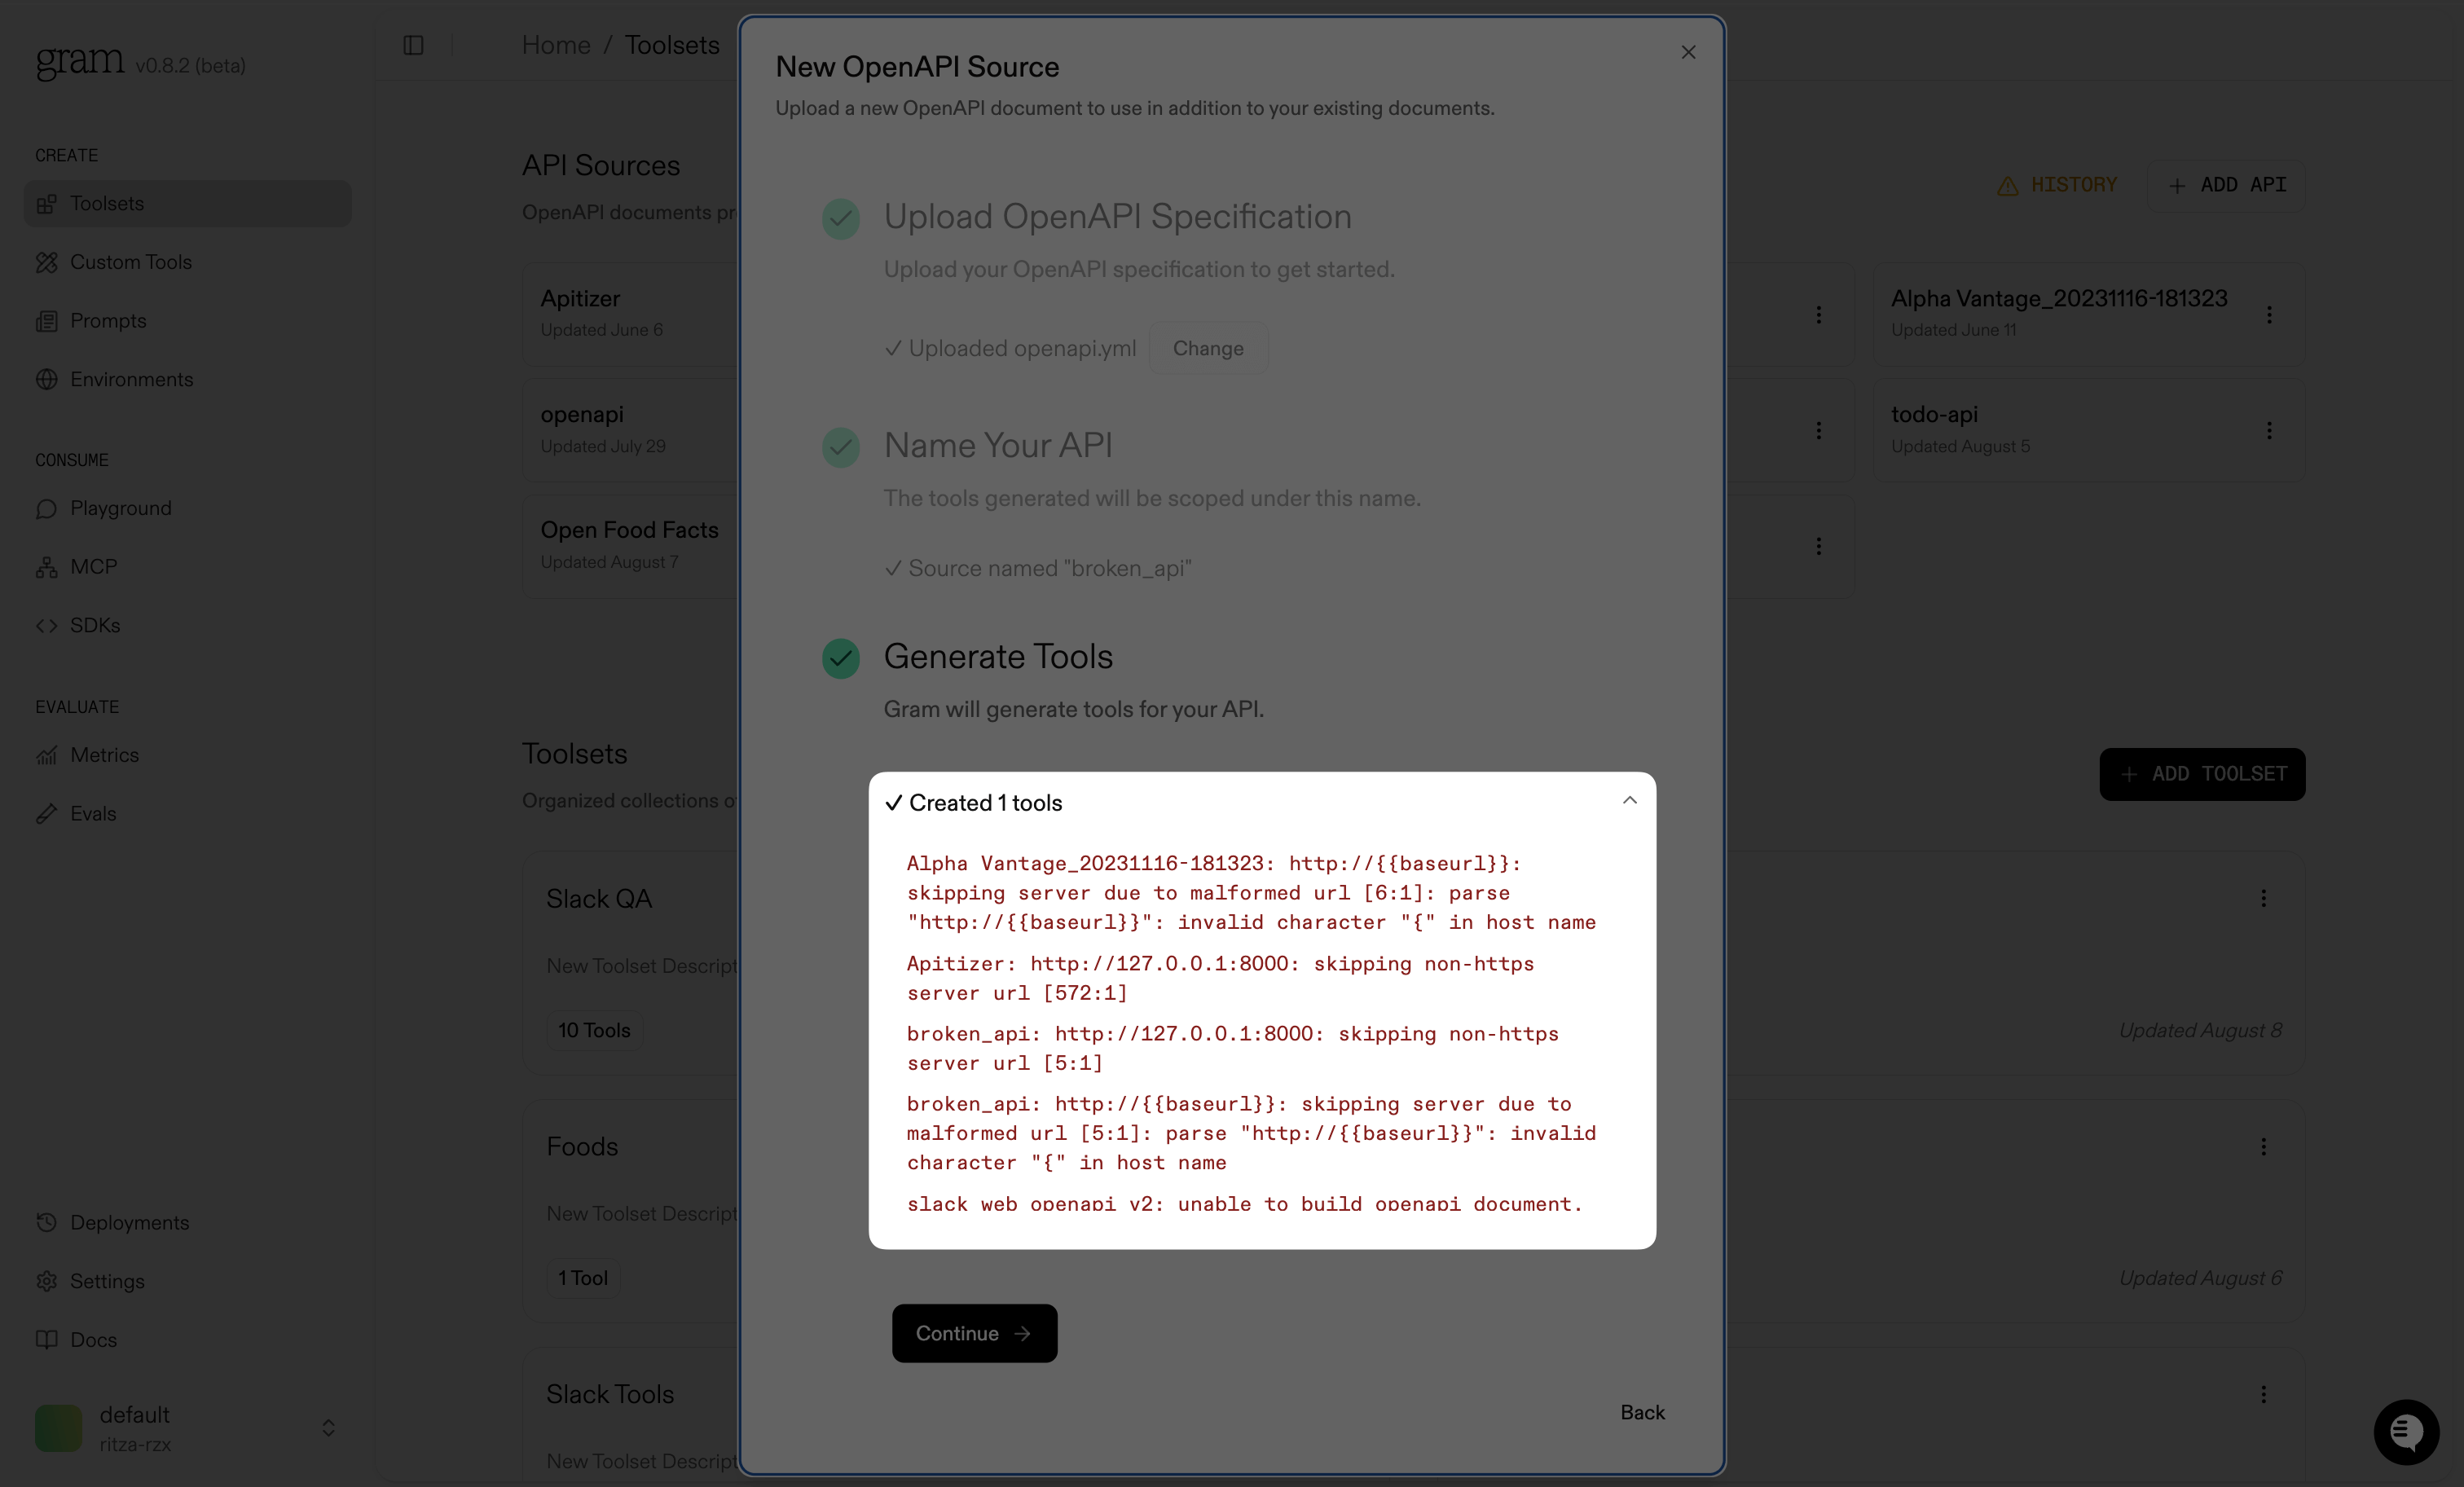 gram v0.8.2 (beta)
CREATE
Toolsets
Custom Tools
Prompts
Environments
CONSUME
Playground
MCP
SDKs
EVALUATE
Metrics
Evals
Deployments
Settings
Docs
default
ritza-rzx
Home / Toolsets
API Sources
OpenAPI documents pr
HISTORY
ADD API
Apitizer
Updated June 6
Alpha Vantage_20231116-181323
Updated June 11
openapi
Updated July 29
todo-api
Updated August 5
Open Food Facts
Updated August 7
Toolsets
Organized collections o
ADD TOOLSET
Slack QA
New Toolset Descript
10 Tools
Updated August 8
Foods
New Toolset Descript
1 Tool
Updated August 6
Slack Tools
New Toolset Descript
New OpenAPI Source
Upload a new OpenAPI document to use in addition to your existing documents.
Upload OpenAPI Specification
Upload your OpenAPI specification to get started.
✓ Uploaded openapi.yml
Change
Name Your API
The tools generated will be scoped under this name.
✓ Source named "broken_api"
Generate Tools
Gram will generate tools for your API.
✓ Created 1 tools
Alpha Vantage_20231116-181323: http://{{baseurl}}:
skipping server due to malformed url [6:1]: parse
"http://{{baseurl}}": invalid character "{" in host name
Apitizer: http://127.0.0.1:8000: skipping non-https
server url [572:1]
broken_api: http://127.0.0.1:8000: skipping non-https
server url [5:1]
broken_api: http://{{baseurl}}: skipping server due to
malformed url [5:1]: parse "http://{{baseurl}}": invalid
character "{" in host name
slack web openapi v2: unable to build openapi document.
Continue →
Back